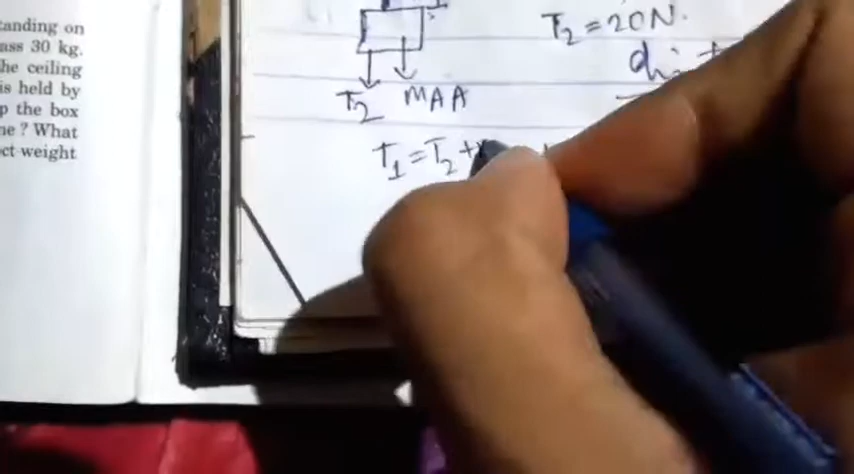 tanding on
ass 30 kg.
he ceiling
is held by
p the box
ne ? What
ct weight
T₂ = 20N.
T₂ MAA
T₁ = T₂ +